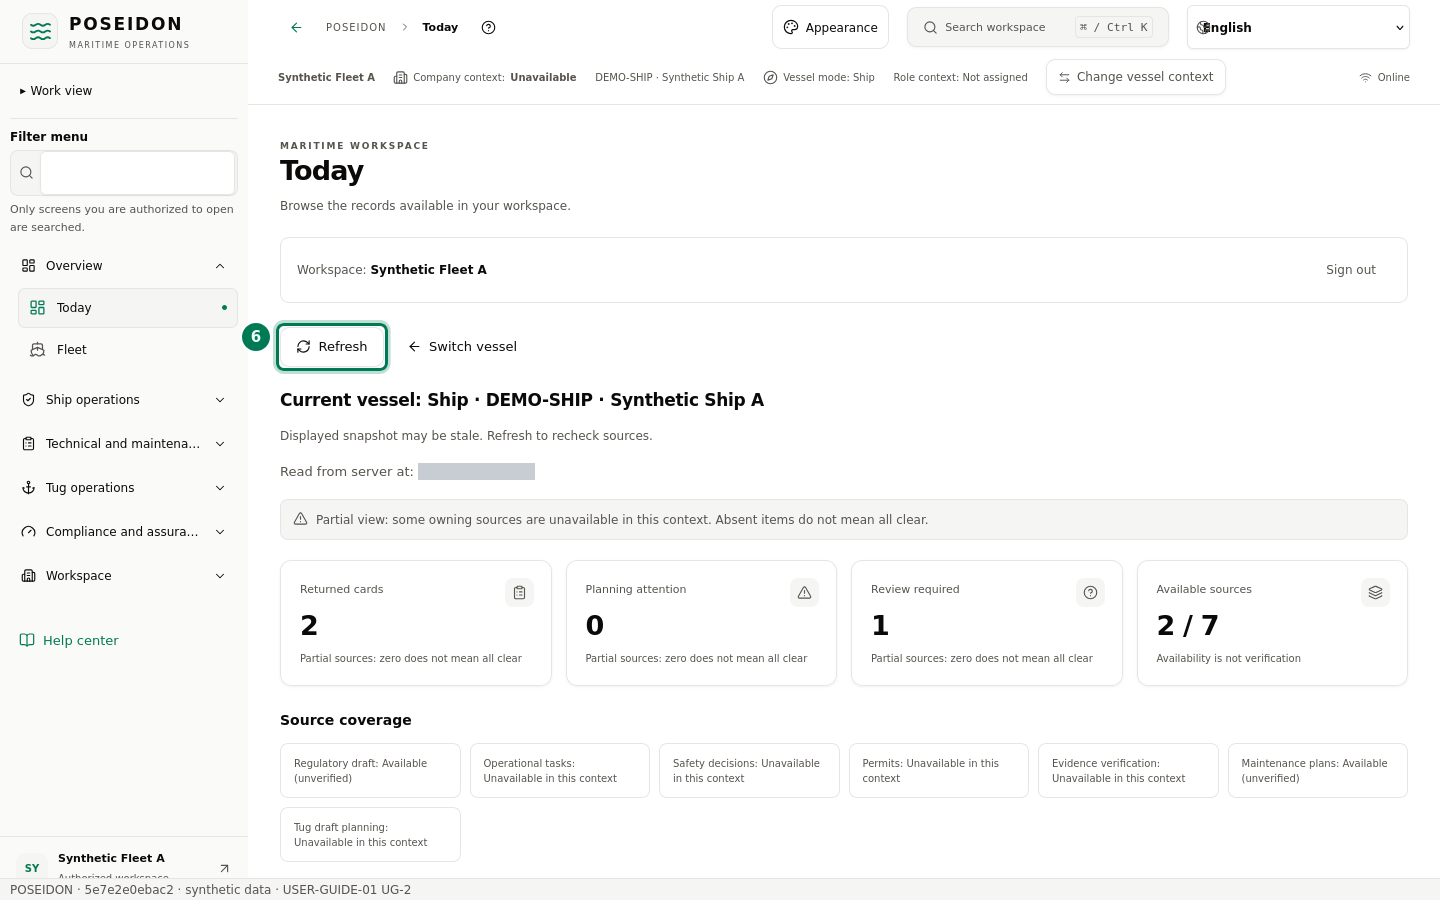 POSEIDON
MARITIME OPERATIONS
Work view
Filter menu
Only screens you are authorized to open
are searched.
Overview
Today
Fleet
Ship operations
Technical and maintena...
Tug operations
Compliance and assura...
Workspace
Help center
SY
Synthetic Fleet A
Authorized workspace
POSEIDON
Today
Appearance
Search workspace
⌘ / Ctrl K
English
Synthetic Fleet A
Company context: Unavailable
DEMO-SHIP · Synthetic Ship A
Vessel mode: Ship
Role context: Not assigned
Change vessel context
Online
MARITIME WORKSPACE
Today
Browse the records available in your workspace.
Workspace: Synthetic Fleet A
Sign out
6
Refresh
Switch vessel
Current vessel: Ship · DEMO-SHIP · Synthetic Ship A
Displayed snapshot may be stale. Refresh to recheck sources.
Read from server at:
Partial view: some owning sources are unavailable in this context. Absent items do not mean all clear.
Returned cards
2
Partial sources: zero does not mean all clear
Planning attention
0
Partial sources: zero does not mean all clear
Review required
1
Partial sources: zero does not mean all clear
Available sources
2 / 7
Availability is not verification
Source coverage
Regulatory draft: Available
(unverified)
Operational tasks:
Unavailable in this context
Safety decisions: Unavailable
in this context
Permits: Unavailable in this
context
Evidence verification:
Unavailable in this context
Maintenance plans: Available
(unverified)
Tug draft planning:
Unavailable in this context
POSEIDON · 5e7e2e0ebac2 · synthetic data · USER-GUIDE-01 UG-2